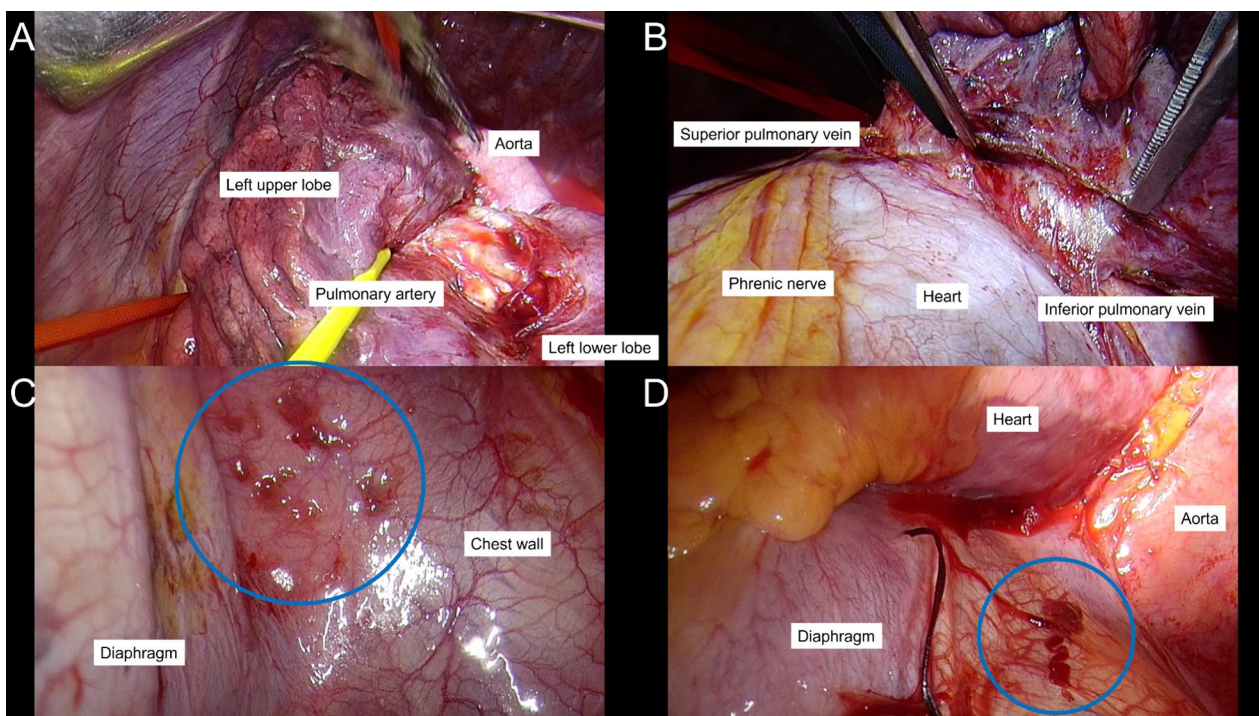 A
Aorta
Left upper lobe
Pulmonary artery
Left lower lobe
B
Superior pulmonary vein
Phrenic nerve
Heart
Inferior pulmonary vein
C
Chest wall
Diaphragm
D
Heart
Aorta
Diaphragm